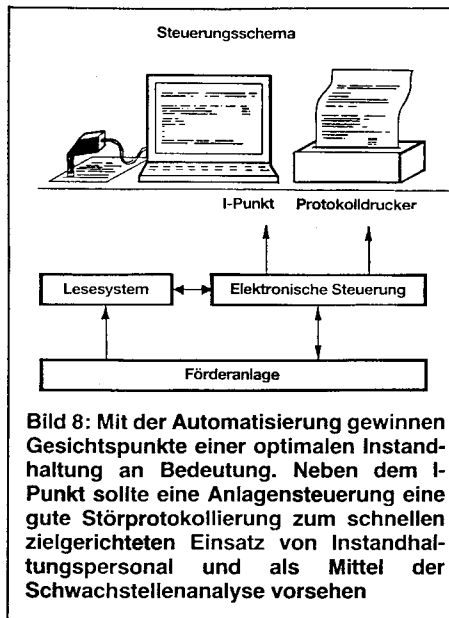 Steuerungsschema
I-Punkt Protokolldrucker
Lesesystem Elektronische Steuerung
Förderanlage
Bild 8: Mit der Automatisierung gewinnen
Gesichtspunkte einer optimalen Instand-
haltung an Bedeutung. Neben dem I-
Punkt sollte eine Anlagensteuerung eine
gute Störprotokollierung zum schnellen
zielgerichteten Einsatz von Instandhal-
tungspersonal und als Mittel der
Schwachstellenanalyse vorsehen